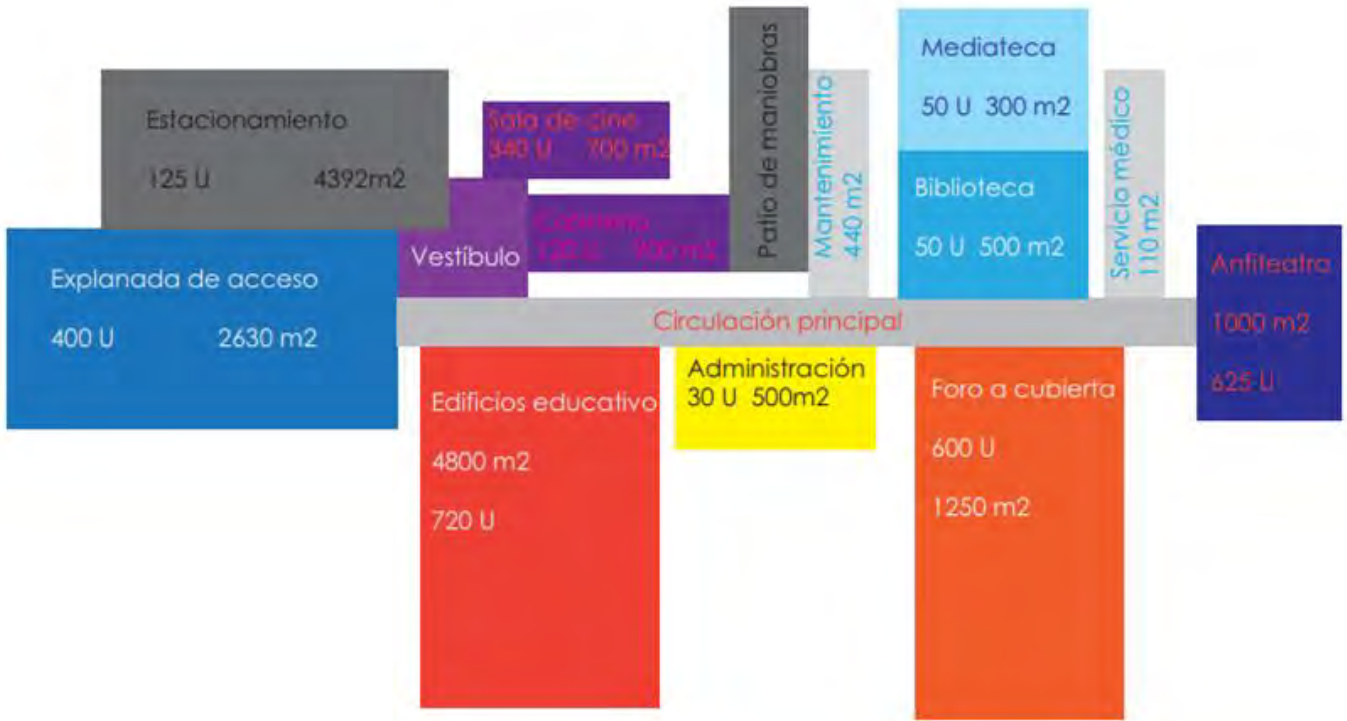 Estacionamiento
125 U 4392m2
Explanada de acceso
400 U 2630 m2
Sala de cine
340 U 700 m2
Vestíbulo
Cafetería
120 U 900 m2
Patio de maniobras
Mantenimiento
440 m2
Mediateca
50 U 300 m2
Biblioteca
50 U 500 m2
Servicio médico
110 m2
Anfiteatro
1000 m2
625 U
Circulación principal
Edificios educativo
4800 m2
720 U
Administración
30 U 500m2
Foro a cubierta
600 U
1250 m2